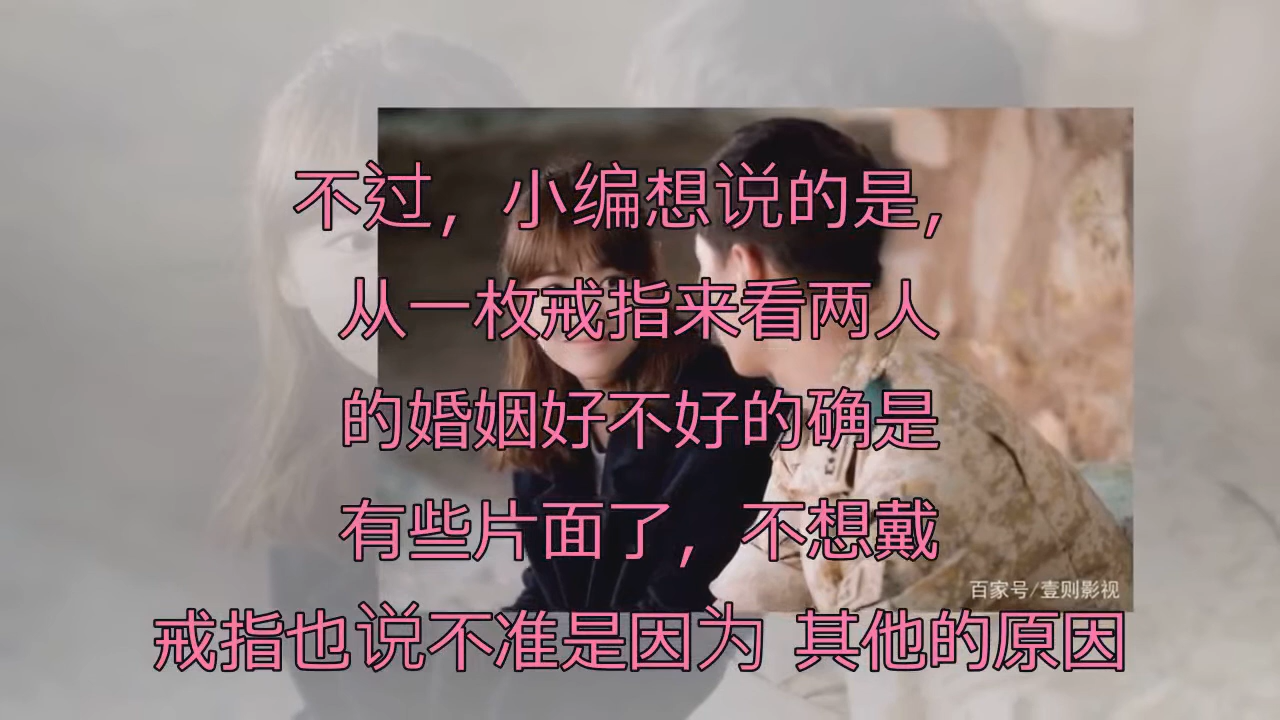 不过，小编想说的是,
从一枚戒指来看两人
的婚姻好不好的确是
有些片面了，不想戴
戒指也说不准是因为 其他的原因
百家号/壹则影视